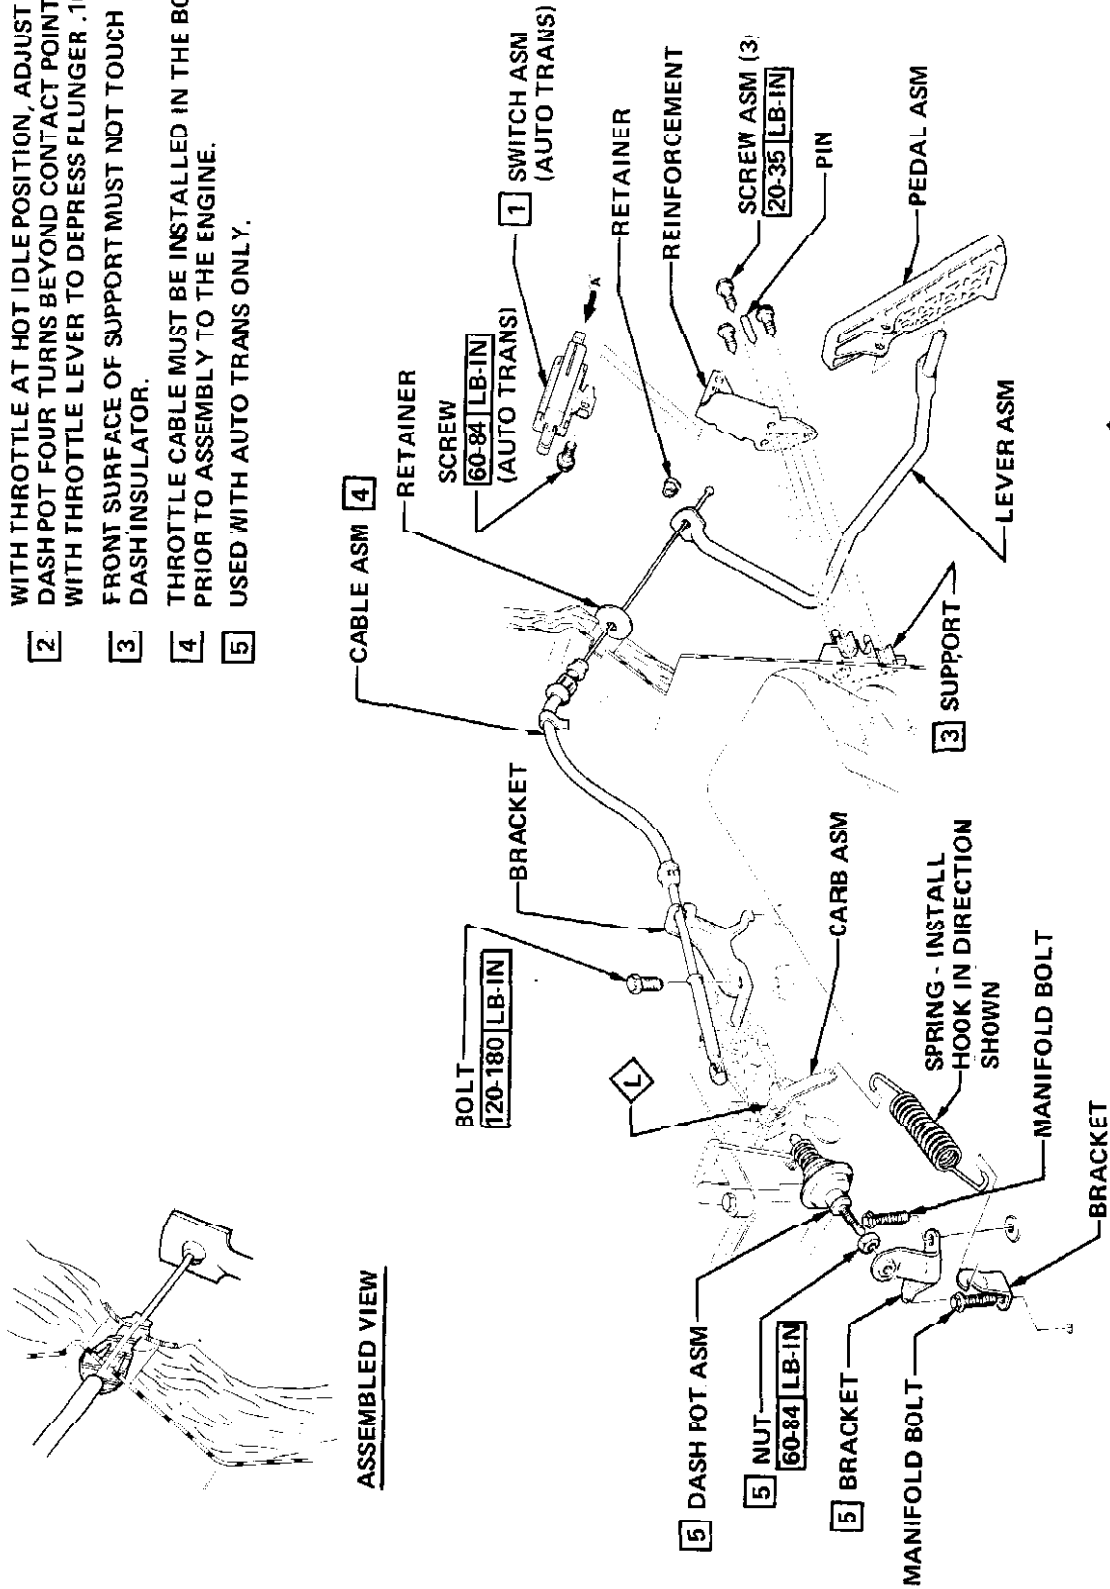 2 WITH THROTTLE AT HOT IDLE POSITION, ADJUST
DASH POT FOUR TURNS BEYOND CONTACT POINT
WITH THROTTLE LEVER TO DEPRESS FLUNGER
3 FRONT SURFACE OF SUPPORT MUST NOT TOUCH
DASH INSULATOR.
4 THROTTLE CABLE MUST BE INSTALLED IN THE
PRIOR TO ASSEMBLY TO THE ENGINE.
5 USED WITH AUTO TRANS ONLY.
ASSEMBLED VIEW
CABLE ASM 4
RETAINER
SCREW
60-84 LB-IN
(AUTO TRANS)
1 SWITCH ASM
(AUTO TRANS)
"A"
RETAINER
REINFORCEMENT
SCREW ASM (3
20-35 LB-IN
PIN
PEDAL ASM
LEVER ASM
3 SUPPORT
BRACKET
BOLT
120-180 LB-IN
L
CARB ASM
SPRING - INSTALL
HOOK IN DIRECTION
SHOWN
MANIFOLD BOLT
BRACKET
5 DASH POT ASM
5 NUT
60-84 LB-IN
5 BRACKET
MANIFOLD BOLT